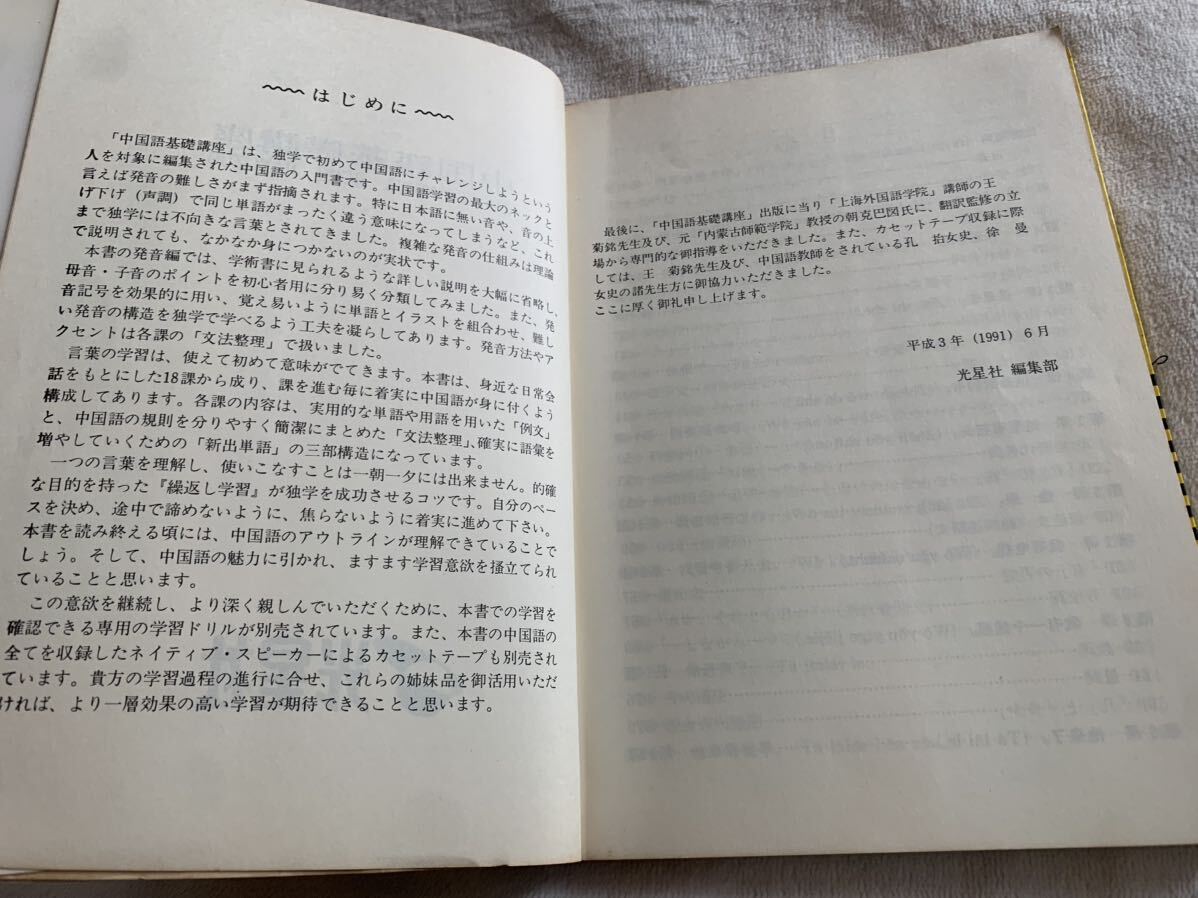 はじめに
「中国語基礎講座」は、独学で初めて中国語にチャレンジしようという
人を対象に編集された中国語の入門書です。中国語学習の最大のネックと
言えば発音の難しさがまず指摘されます。特に日本語に無い音や、音の上
げ下げ（声調）で同じ単語がまったく違う意味になってしまうなど、これ
まで独学には不向きな言葉とされてきました。複雑な発音の仕組みは理論
で説明されても、なかなか身につかないのが実状です。
本書の発音編では、学術書に見られるような詳しい説明を大幅に省略し、
母音・子音のポイントを初心者用に分り易く分類してみました。また、発
音記号を効果的に用い、覚え易いように単語とイラストを組合わせ、難し
い発音の構造を独学で学べるよう工夫を凝らしてあります。発音方法やア
クセントは各課の「文法整理」で扱いました。
言葉の学習は、使えて初めて意味がでてきます。本書は、身近な日常会
話をもとにした18課から成り、課を進む毎に着実に中国語が身に付くよう
構成してあります。各課の内容は、実用的な単語や用語を用いた「例文」
と、中国語の規則を分りやすく簡潔にまとめた「文法整理」、確実に語彙を
増やしていくための「新出単語」の三部構造になっています。
一つの言葉を理解し、使いこなすことは一朝一夕には出来ません。的確
な目的を持った『繰返し学習』が独学を成功させるコツです。自分のペー
スを決め、途中で諦めないように、焦らないように着実に進めて下さい。
本書を読み終える頃には、中国語のアウトラインが理解できていることで
しょう。そして、中国語の魅力に引かれ、ますます学習意欲を掻立てられ
ていることと思います。
この意欲を継続し、より深く親しんでいただくために、本書での学習を
確認できる専用の学習ドリルが別売されています。また、本書の中国語の
全てを収録したネイティブ・スピーカーによるカセットテープも別売され
ています。貴方の学習過程の進行に合せ、これらの姉妹品を御活用いただ
ければ、より一層効果の高い学習が期待できることと思います。
最後に、「中国語基礎講座」出版に当り「上海外国語学院」講師の王
菊銘先生及び、元「内蒙古師範学院」教授の朝克巴図氏に、翻訳監修の立
場から専門的な御指導をいただきました。また、カセットテープ収録に際
しては、王　菊銘先生及び、中国語教師をされている孔　抬女史、徐　曼
女史の諸先生方に御協力いただきました。
ここに厚く御礼申し上げます。
平成3年（1991）6月
光星社 編集部